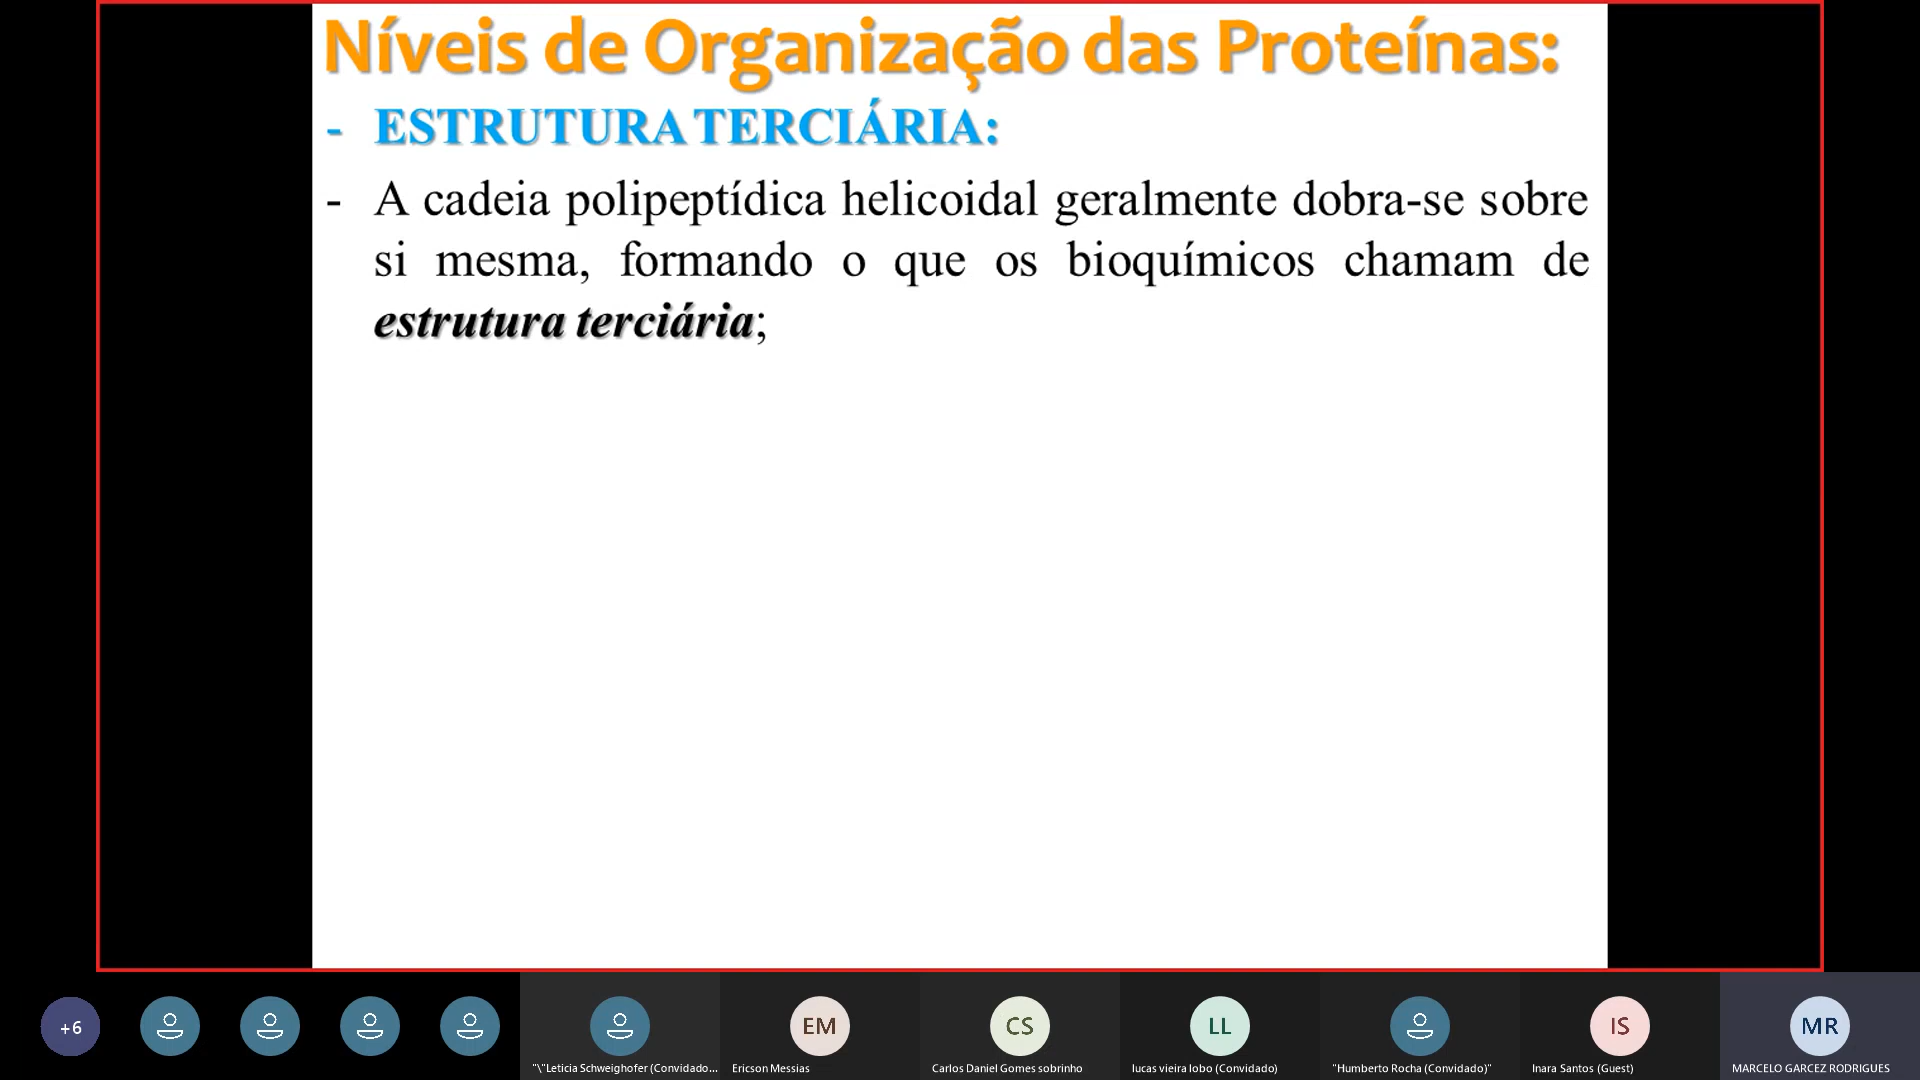 Níveis de Organização das Proteínas:
- ESTRUTURA TERCIÁRIA:
- A cadeia polipeptídica helicoidal geralmente dobra-se sobre
si mesma, formando o que os bioquímicos chamam de
estrutura terciária;
+6
EM
CS
LL
IS
MR
"\"Leticia Schweighofer (Convidado...
Ericson Messias
Carlos Daniel Gomes sobrinho
lucas vieira lobo (Convidado)
"Humberto Rocha (Convidado)"
Inara Santos (Guest)
MARCELO GARCEZ RODRIGUES